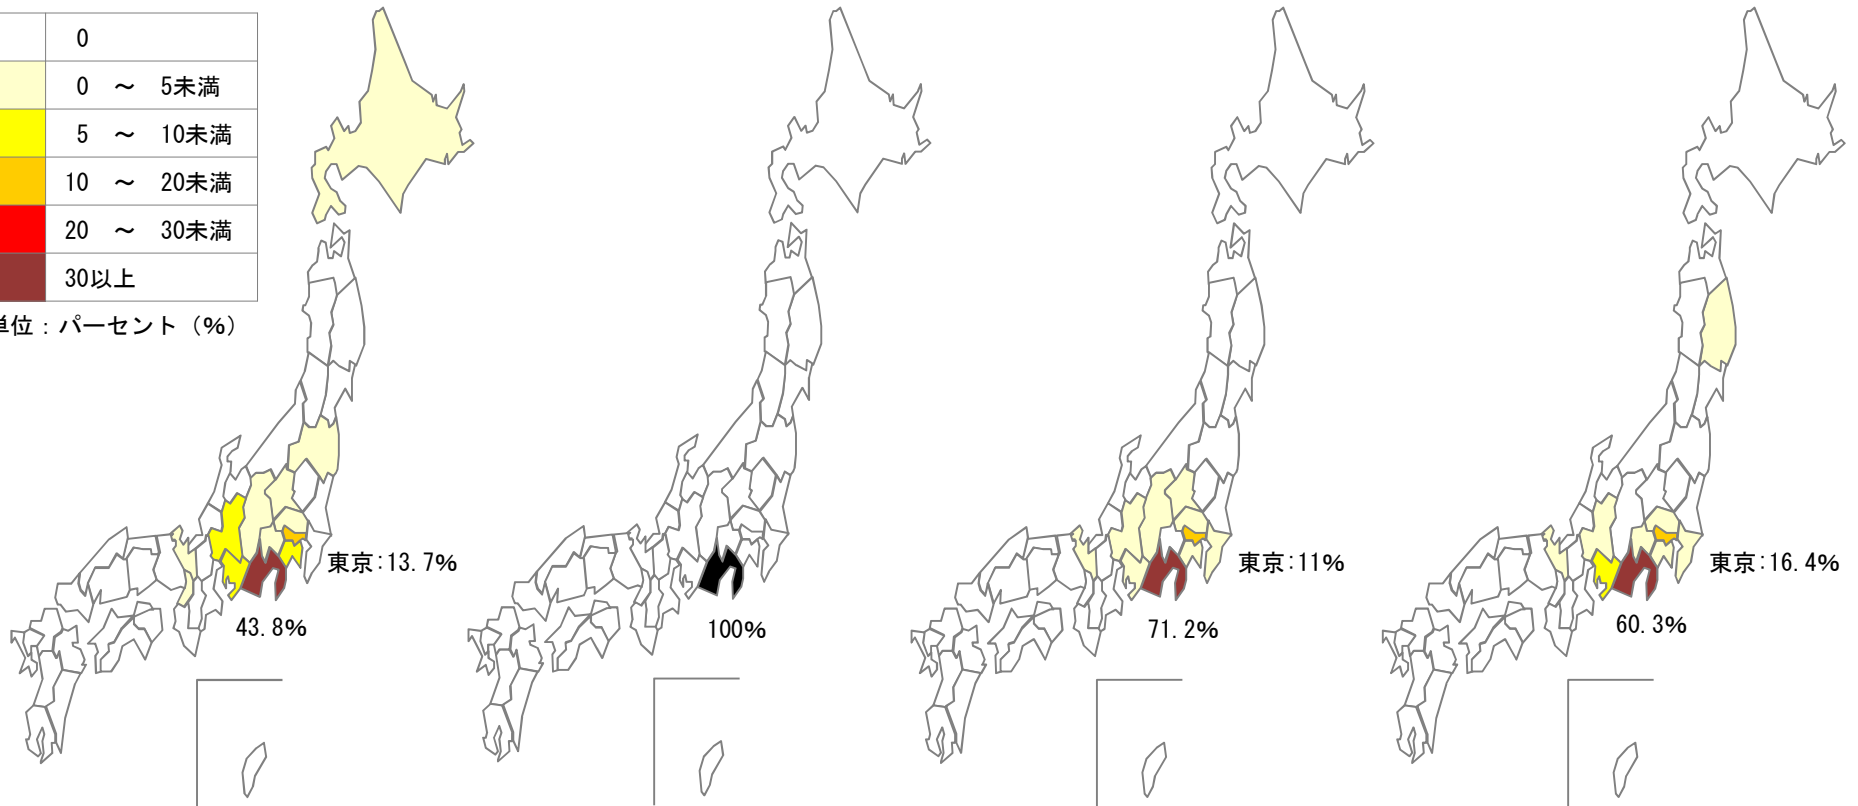 0
0 ～ 5未満
5 ～ 10未満
10 ～ 20未満
20 ～ 30未満
30以上
単位：パーセント（%）
東京:13.7%
43.8%
100%
東京:11%
71.2%
東京:16.4%
60.3%